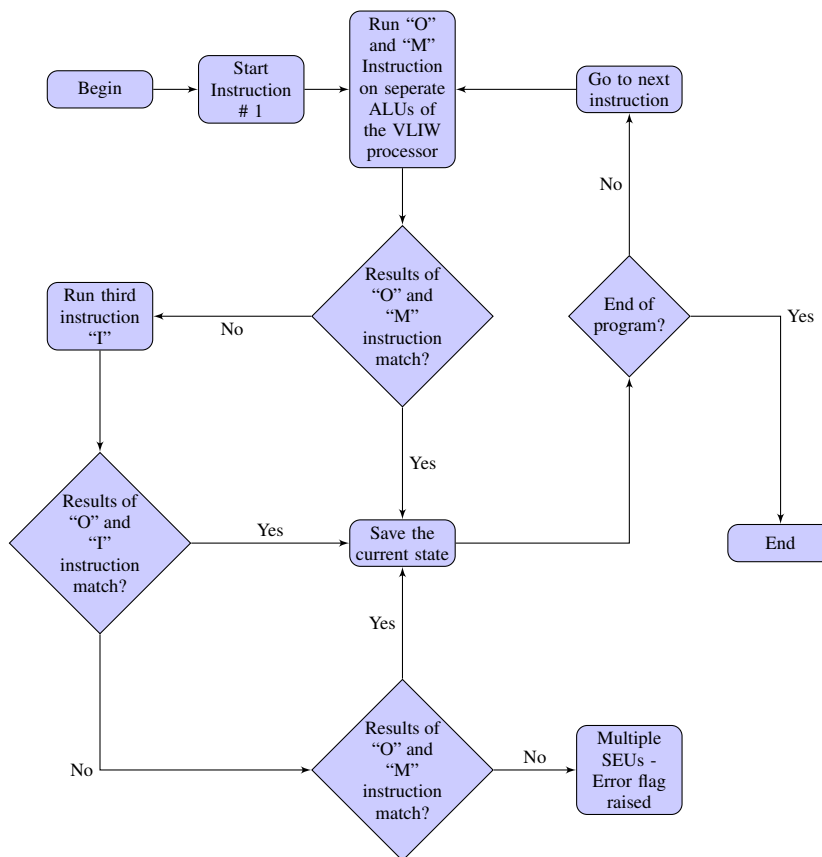 Begin
Start
Instruction
# 1
Run “O”
and “M”
Instruction
on seperate
ALUs of
the VLIW
processor
Go to next
instruction
No
Results of
“O” and
“M”
instruction
match?
No
Run third
instruction
“I”
End of
program?
Yes
Yes
Results of
“O” and
“I”
instruction
match?
Yes
Save the
current state
End
Yes
No
Results of
“O” and
“M”
instruction
match?
No
Multiple
SEUs -
Error flag
raised